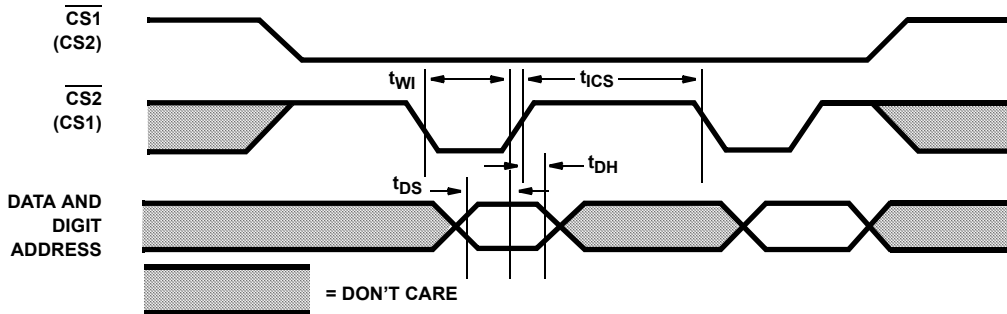 CS1
(CS2)
tWI
tICS
CS2
(CS1)
tDH
tDS
DATA AND
DIGIT
ADDRESS
= DON'T CARE